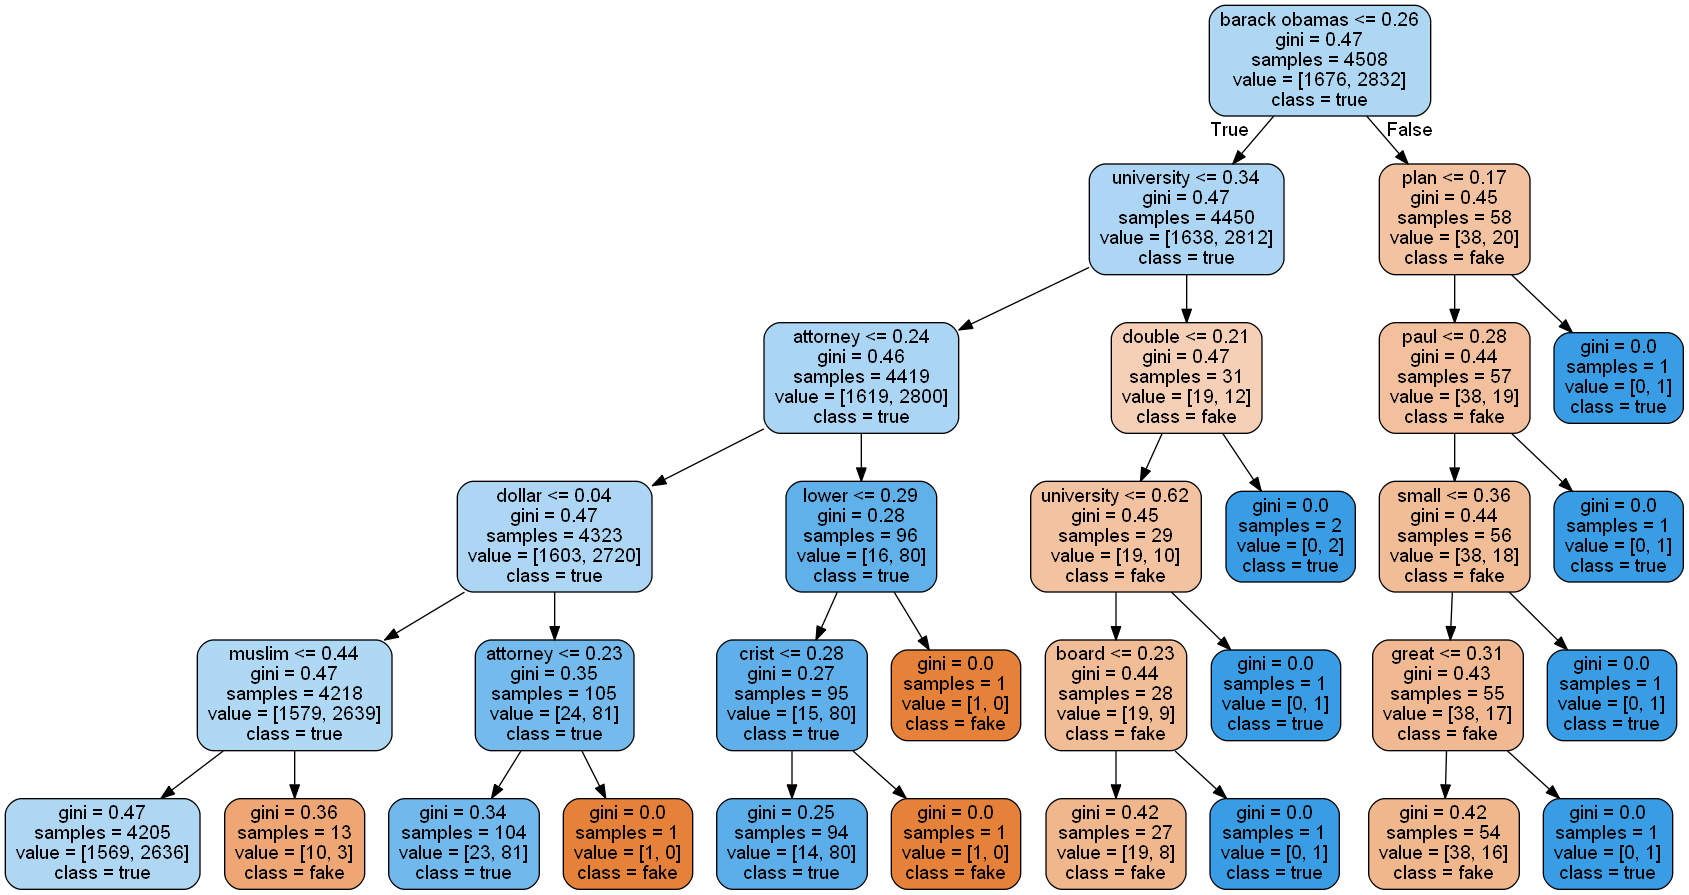 barack obamas <= 0.26
gini = 0.47
samples = 4508
value = [1676, 2832]
class = true
True
False
university <= 0.34
gini = 0.47
samples = 4450
value = [1638, 2812]
class = true
plan <= 0.17
gini = 0.45
samples = 58
value = [38, 20]
class = fake
attorney <= 0.24
gini = 0.46
samples = 4419
value = [1619, 2800]
class = true
double <= 0.21
gini = 0.47
samples = 31
value = [19, 12]
class = fake
paul <= 0.28
gini = 0.44
samples = 57
value = [38, 19]
class = fake
gini = 0.0
samples = 1
value = [0, 1]
class = true
dollar <= 0.04
gini = 0.47
samples = 4323
value = [1603, 2720]
class = true
lower <= 0.29
gini = 0.28
samples = 96
value = [16, 80]
class = true
university <= 0.62
gini = 0.45
samples = 29
value = [19, 10]
class = fake
gini = 0.0
samples = 2
value = [0, 2]
class = true
small <= 0.36
gini = 0.44
samples = 56
value = [38, 18]
class = fake
gini = 0.0
samples = 1
value = [0, 1]
class = true
muslim <= 0.44
gini = 0.47
samples = 4218
value = [1579, 2639]
class = true
attorney <= 0.23
gini = 0.35
samples = 105
value = [24, 81]
class = true
crist <= 0.28
gini = 0.27
samples = 95
value = [15, 80]
class = true
gini = 0.0
samples = 1
value = [1, 0]
class = fake
board <= 0.23
gini = 0.44
samples = 28
value = [19, 9]
class = fake
gini = 0.0
samples = 1
value = [0, 1]
class = true
great <= 0.31
gini = 0.43
samples = 55
value = [38, 17]
class = fake
gini = 0.0
samples = 1
value = [0, 1]
class = true
gini = 0.47
samples = 4205
value = [1569, 2636]
class = true
gini = 0.36
samples = 13
value = [10, 3]
class = fake
gini = 0.34
samples = 104
value = [23, 81]
class = true
gini = 0.0
samples = 1
value = [1, 0]
class = fake
gini = 0.25
samples = 94
value = [14, 80]
class = true
gini = 0.0
samples = 1
value = [1, 0]
class = fake
gini = 0.42
samples = 27
value = [19, 8]
class = fake
gini = 0.0
samples = 1
value = [0, 1]
class = true
gini = 0.42
samples = 54
value = [38, 16]
class = fake
gini = 0.0
samples = 1
value = [0, 1]
class = true